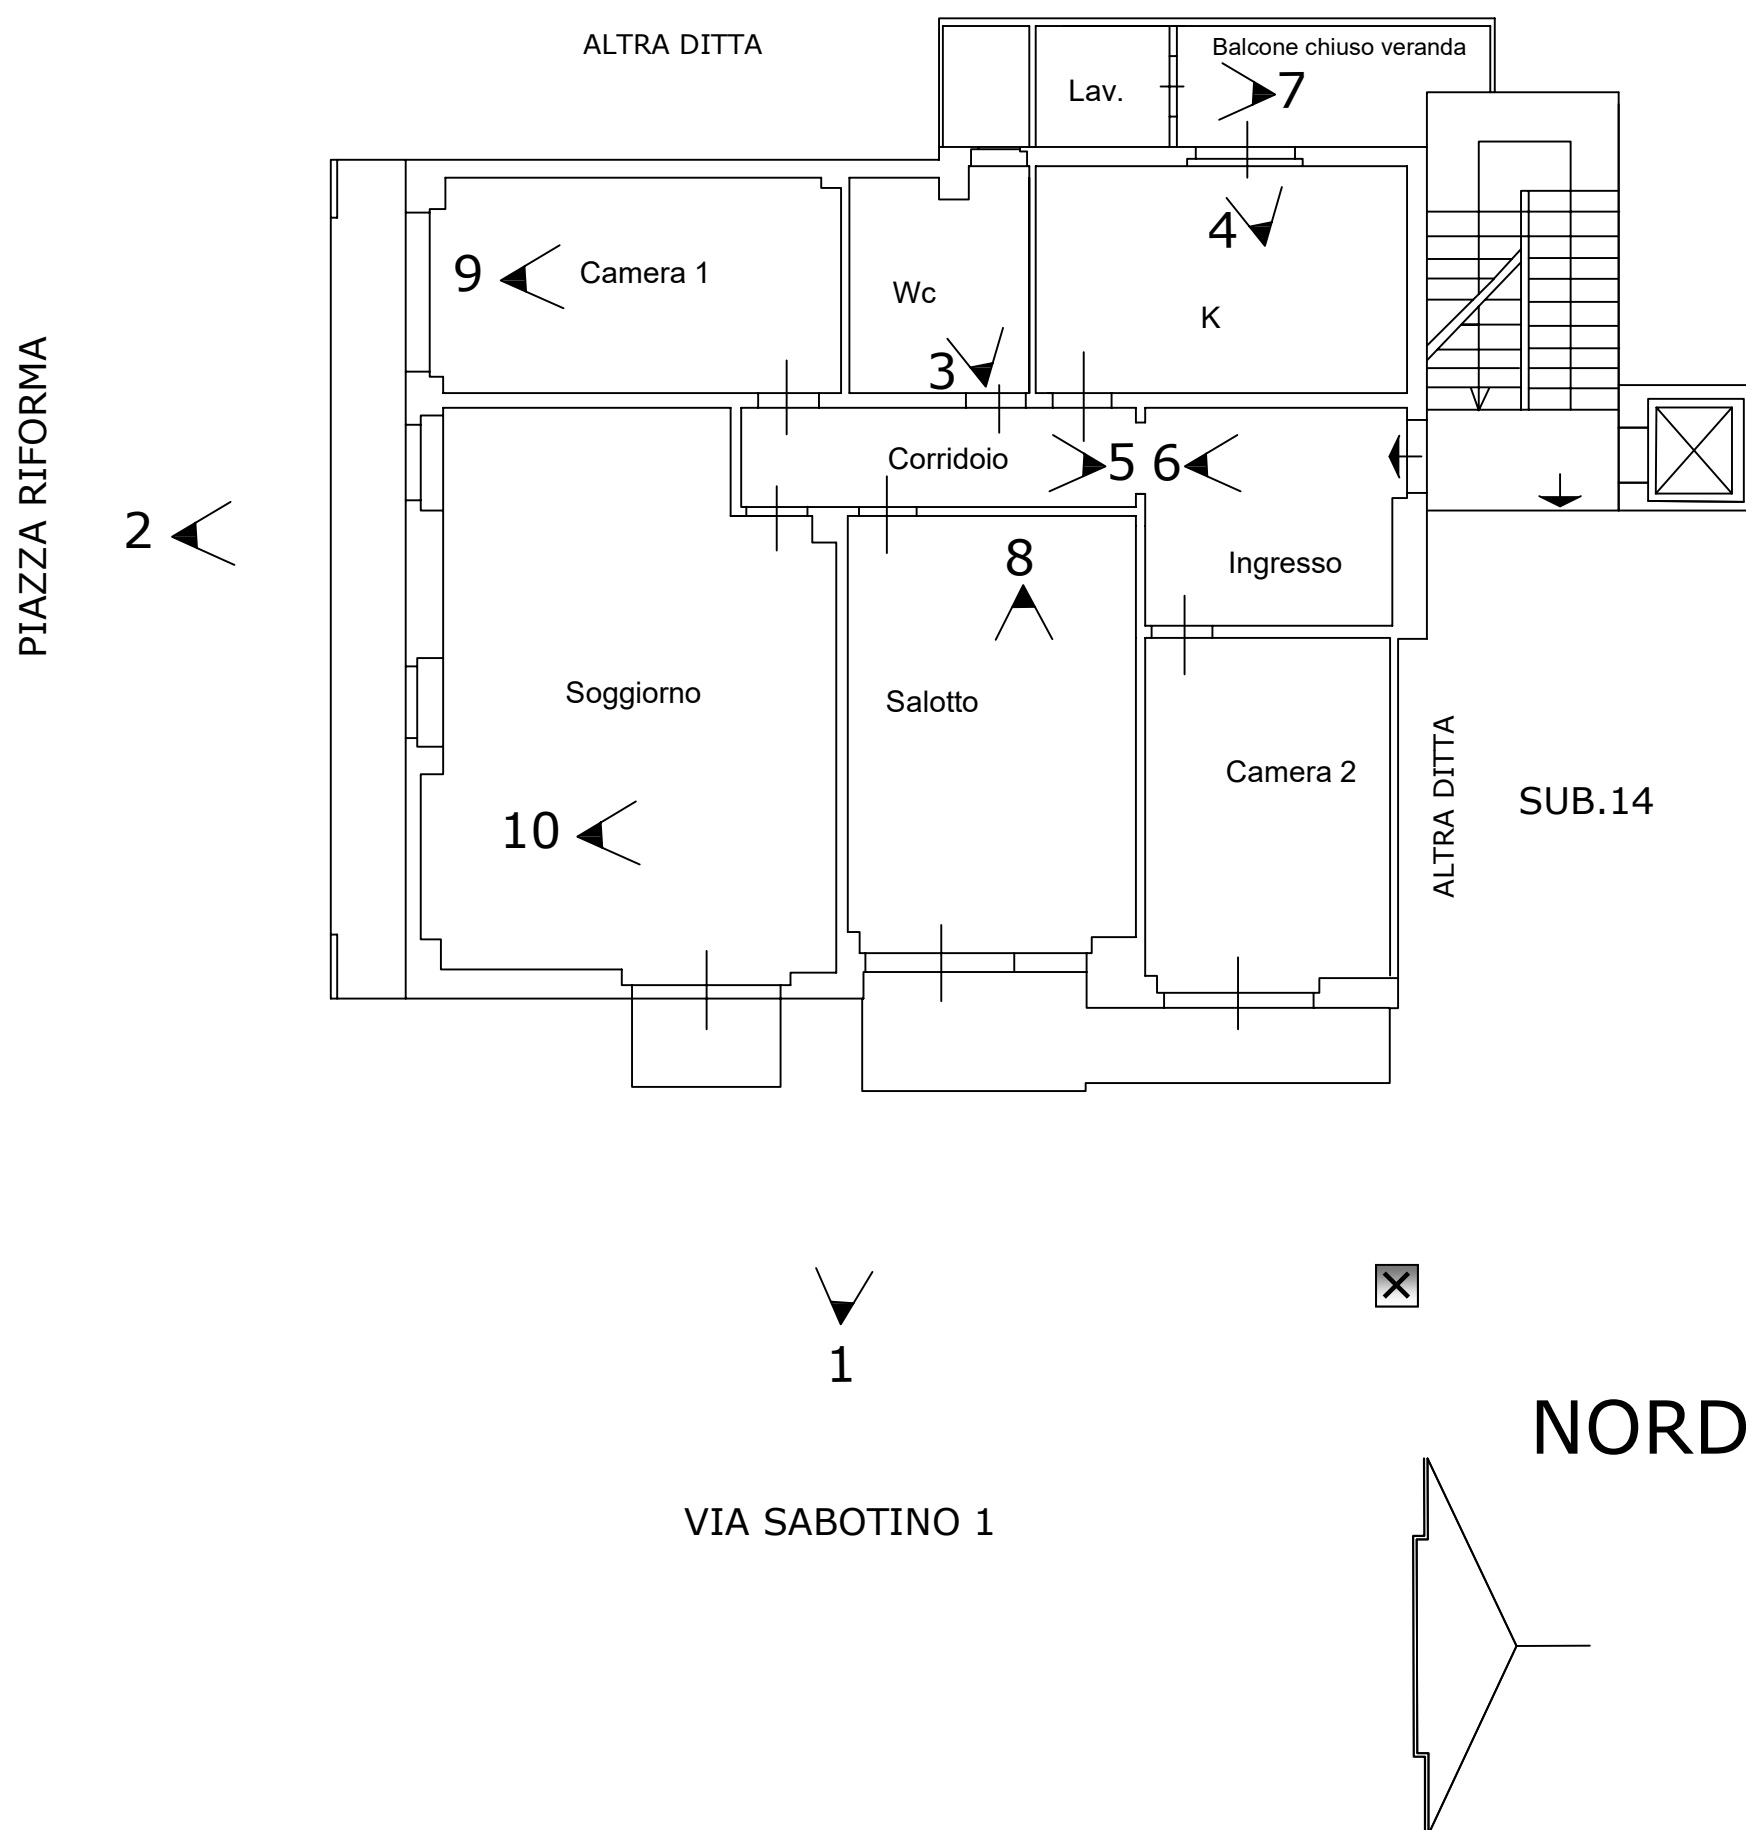 ALTRA DITTA
Balcone chiuso veranda
Lav.
7
4
9
Camera 1
Wc
K
3
PIAZZA RIFORMA
Corridoio
5
6
2
8
Ingresso
Soggiorno
Salotto
Camera 2
ALTRA DITTA
SUB.14
10
1
NORD
VIA SABOTINO 1